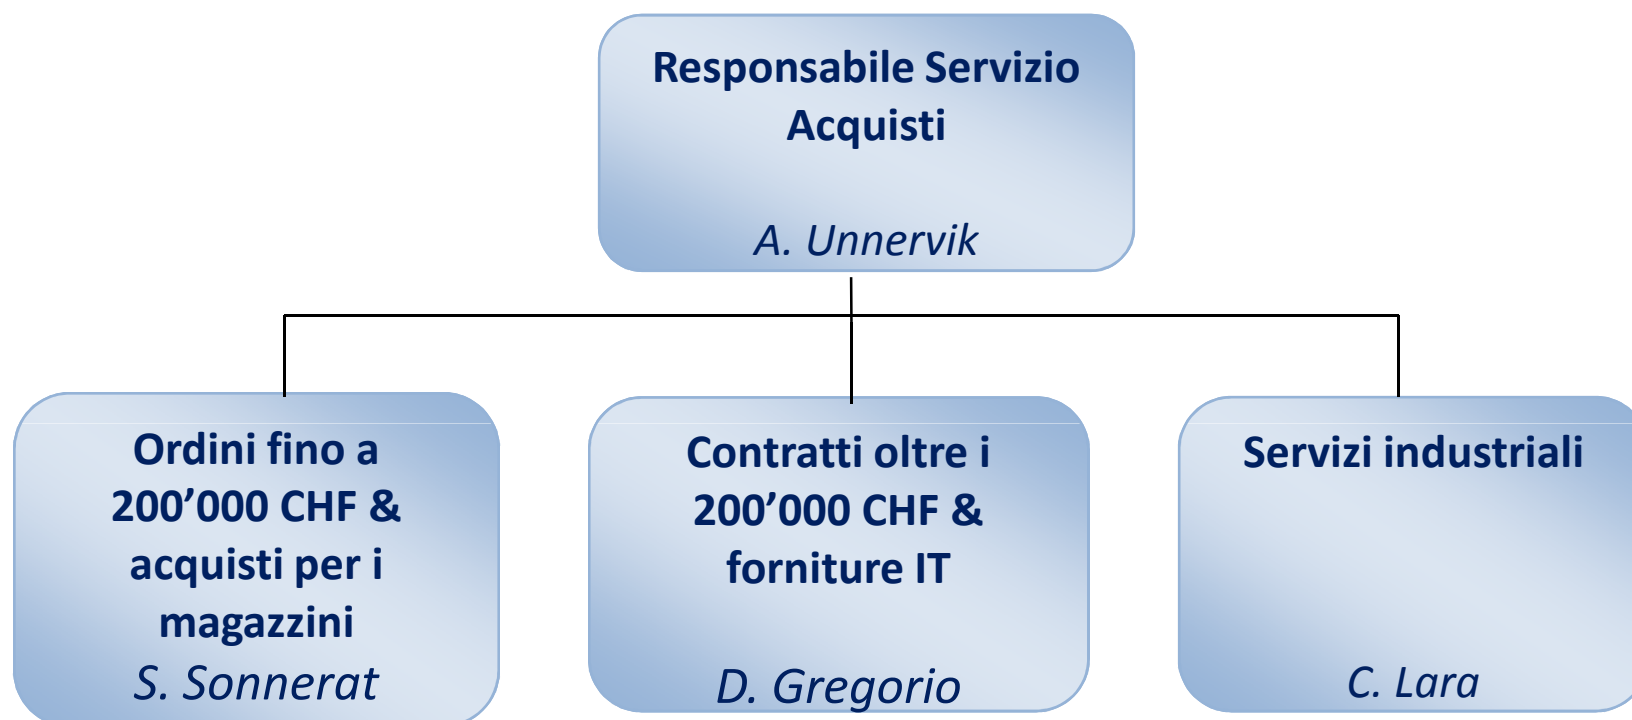 Responsabile Servizio
Acquisti
A. Unnervik
Ordini fino a
200’000 CHF &
acquisti per i
magazzini
S. Sonnerat
Contratti oltre i
200’000 CHF &
forniture IT
D. Gregorio
Servizi industriali
C. Lara